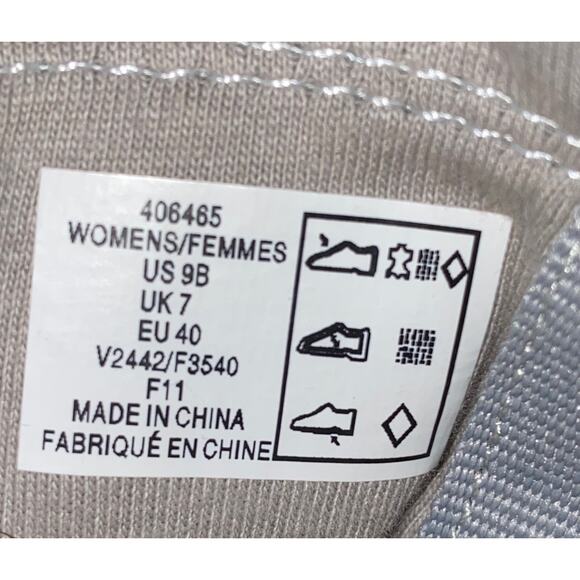 406465
WOMENS/FEMMES
US 9B
UK 7
EU 40
V2442/F3540
F11
MADE IN CHINA
FABRIQUÉ EN CHINE